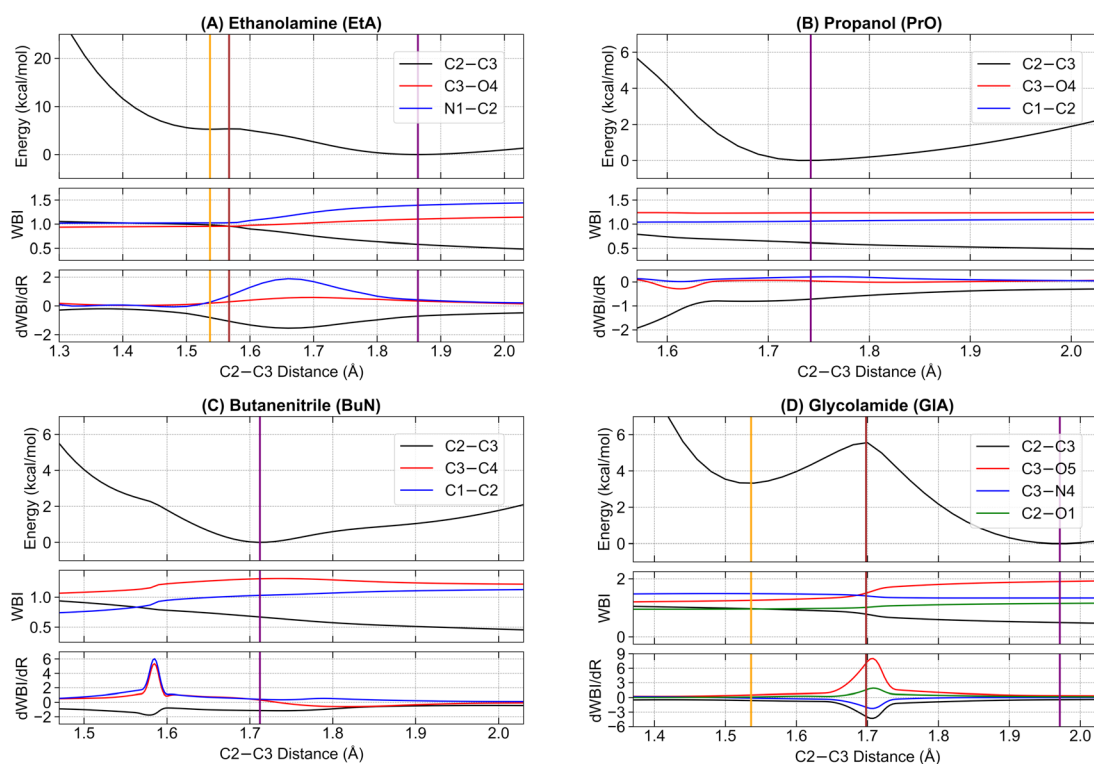 (A) Ethanolamine (EtA)
Energy (kcal/mol)
20
10
0
C2−C3
C3−O4
N1−C2
WBI
1.5
1.0
0.5
dWBI/dR
2
0
−2
1.3 1.4 1.5 1.6 1.7 1.8 1.9 2.0
C2−C3 Distance (Å)
(B) Propanol (PrO)
Energy (kcal/mol)
6
4
2
0
C2−C3
C3−O4
C1−C2
WBI
1.5
1.0
0.5
dWBI/dR
0
−1
−2
1.6 1.7 1.8 1.9 2.0
C2−C3 Distance (Å)
(C) Butanenitrile (BuN)
Energy (kcal/mol)
6
4
2
0
C2−C3
C3−C4
C1−C2
WBI
1.0
0.5
dWBI/dR
6
4
2
0
−2
1.5 1.6 1.7 1.8 1.9 2.0
C2−C3 Distance (Å)
(D) Glycolamide (GlA)
Energy (kcal/mol)
6
4
2
0
C2−C3
C3−O5
C3−N4
C2−O1
WBI
2
0
dWBI/dR
9
6
3
0
−3
−6
1.4 1.5 1.6 1.7 1.8 1.9 2.0
C2−C3 Distance (Å)